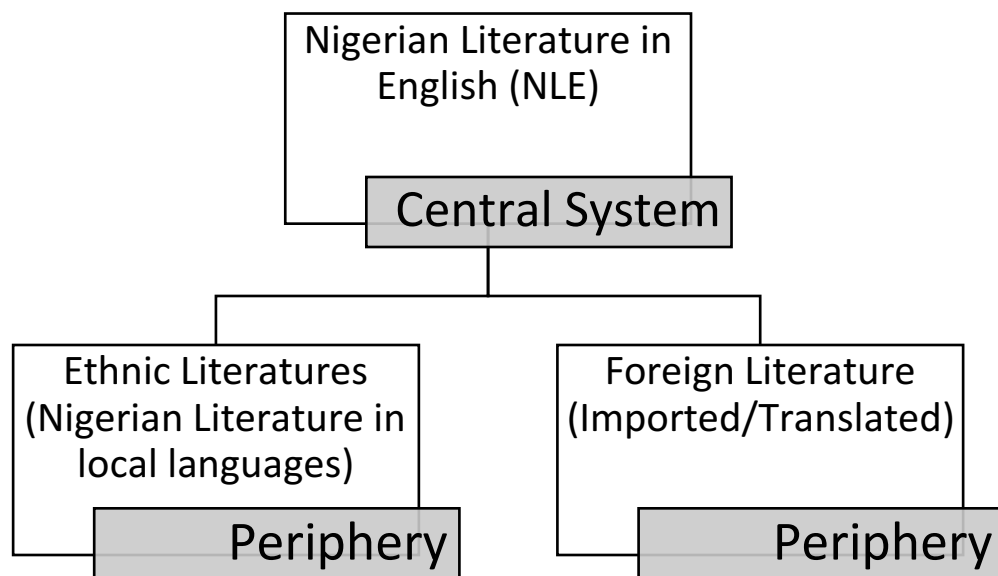 Nigerian Literature in
English (NLE)
Central System
Ethnic Literatures
(Nigerian Literature in
local languages)
Periphery
Foreign Literature
(Imported/Translated)
Periphery